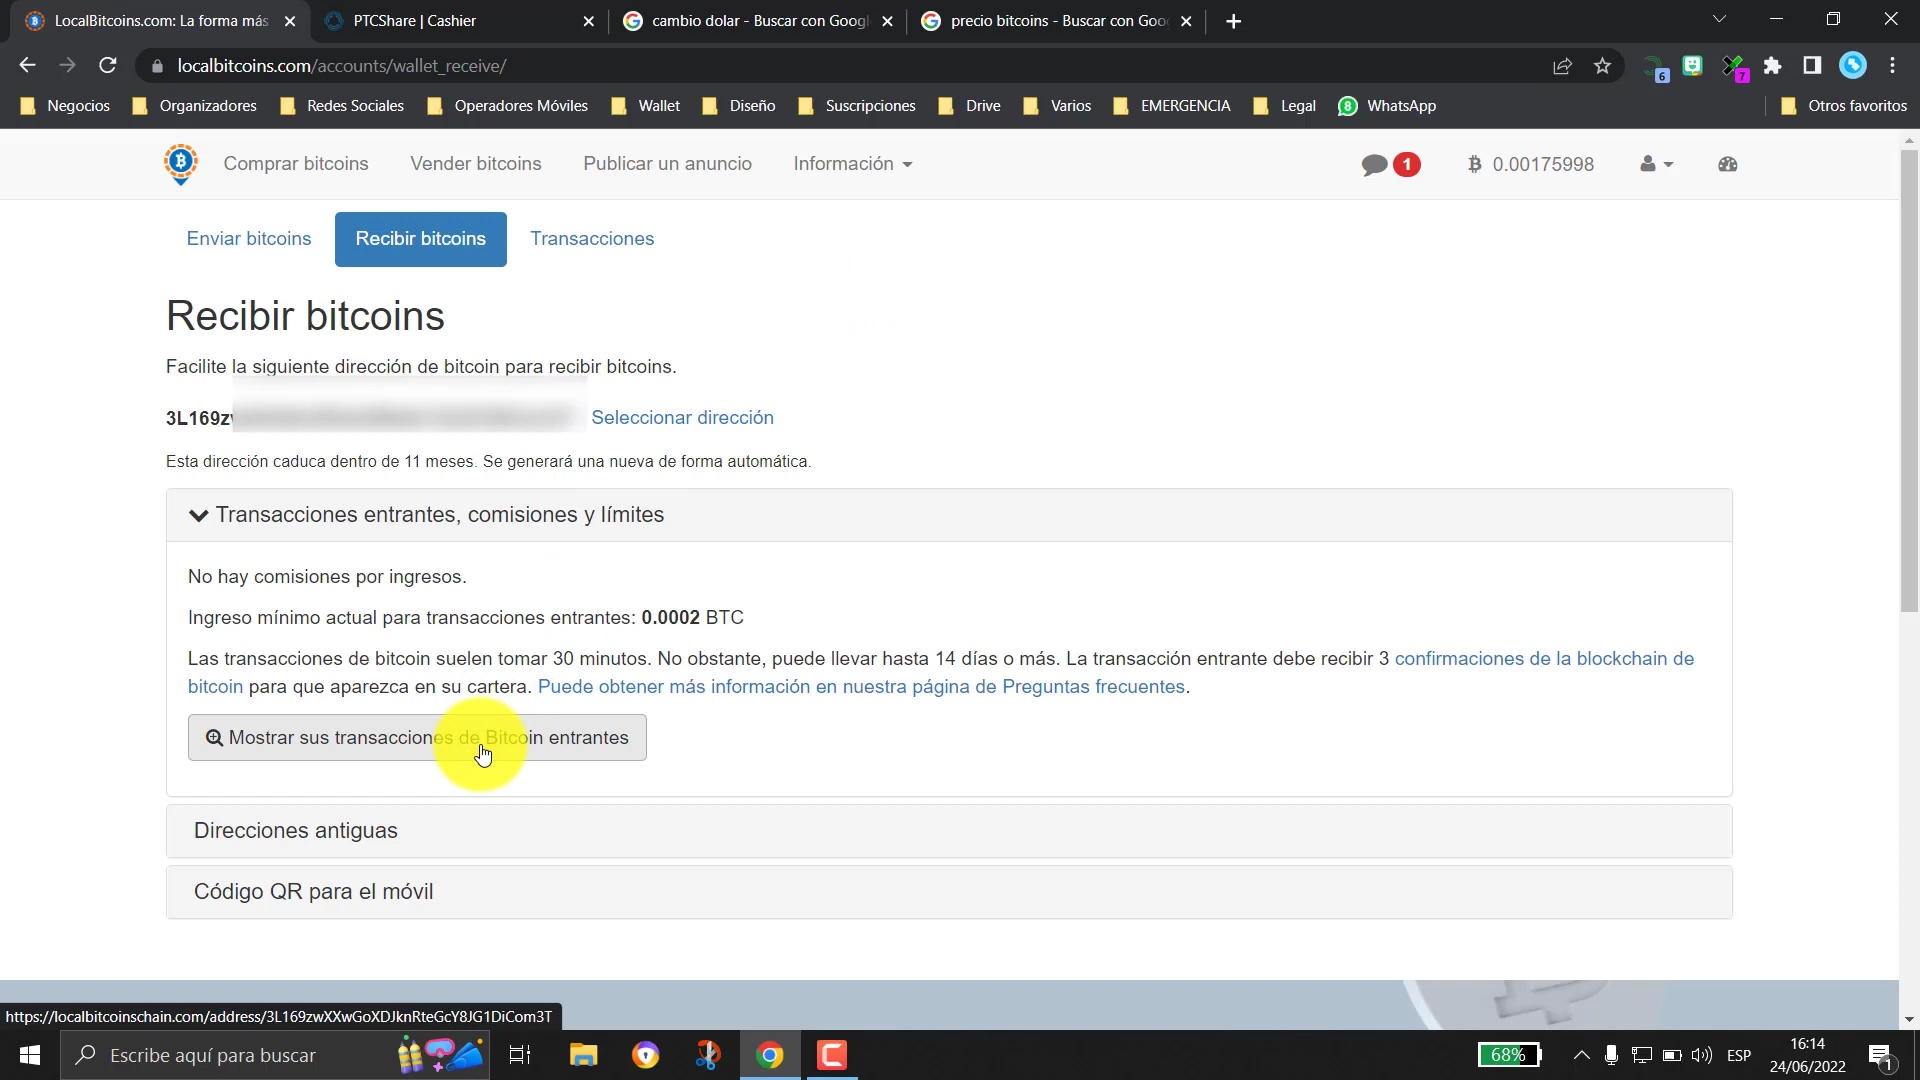 LocalBitcoins.com: La forma más
PTCShare | Cashier
cambio dolar - Buscar con Google
precio bitcoins - Buscar con Goo
localbitcoins.com/accounts/wallet_receive/
6
7
Negocios
Organizadores
Redes Sociales
Operadores Móviles
Wallet
Diseño
Suscripciones
Drive
Varios
EMERGENCIA
Legal
8
WhatsApp
Otros favoritos
Comprar bitcoins
Vender bitcoins
Publicar un anuncio
Información
1
0.00175998
Enviar bitcoins
Recibir bitcoins
Transacciones
Recibir bitcoins
Facilite la siguiente dirección de bitcoin para recibir bitcoins.
3L169z
Seleccionar dirección
Esta dirección caduca dentro de 11 meses. Se generará una nueva de forma automática.
Transacciones entrantes, comisiones y límites
No hay comisiones por ingresos.
Ingreso mínimo actual para transacciones entrantes: 0.0002 BTC
Las transacciones de bitcoin suelen tomar 30 minutos. No obstante, puede llevar hasta 14 días o más. La transacción entrante debe recibir 3 confirmaciones de la blockchain de
bitcoin para que aparezca en su cartera. Puede obtener más información en nuestra página de Preguntas frecuentes.
Mostrar sus transacciones de Bitcoin entrantes
Direcciones antiguas
Código QR para el móvil
https://localbitcoinschain.com/address/3L169zwXXwGoXDJknRteGcY8JG1DiCom3T
Escribe aquí para buscar
68%
ESP
16:14
24/06/2022
1